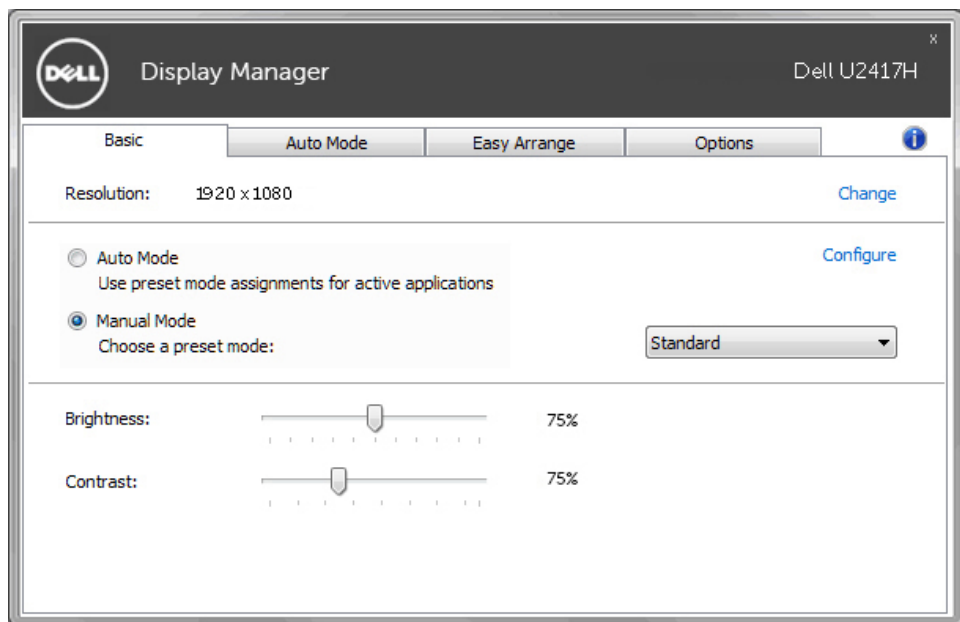 DELL
Display Manager
x
Dell U2417H
Basic
Auto Mode
Easy Arrange
Options
i
Resolution:
1920 x 1080
Change
Auto Mode
Configure
Use preset mode assignments for active applications
Manual Mode
Choose a preset mode:
Standard
Brightness:
75%
Contrast:
75%